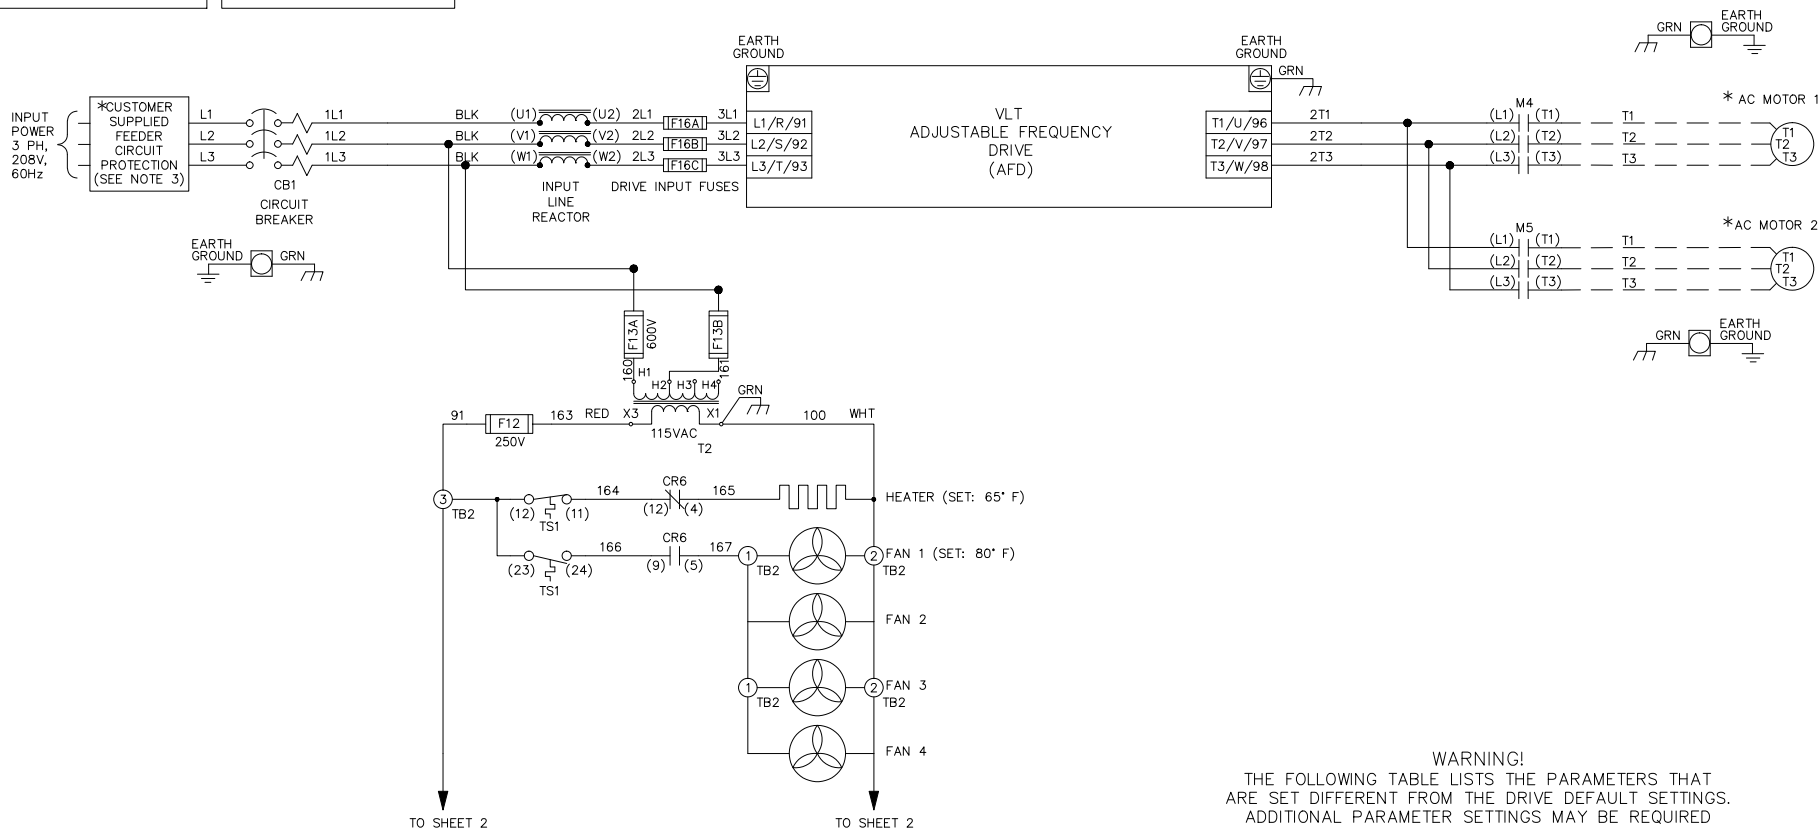 EARTH
GROUND
GRN
INPUT
POWER
3 PH,
208V,
60Hz
*CUSTOMER
SUPPLIED
FEEDER
CIRCUIT
PROTECTION
(SEE NOTE 3)
L1
L2
L3
CB1
CIRCUIT
BREAKER
1L1
1L2
1L3
BLK
BLK
BLK
(U1)
(V1)
(W1)
(U2)
(V2)
(W2)
INPUT
LINE
REACTOR
2L1
2L2
2L3
F16A
F16B
F16C
DRIVE INPUT FUSES
3L1
3L2
3L3
EARTH
GROUND
L1/R/91
L2/S/92
L3/T/93
VLT
ADJUSTABLE FREQUENCY
DRIVE
(AFD)
EARTH
GROUND
GRN
T1/U/96
T2/V/97
T3/W/98
2T1
2T2
2T3
M4
(L1) (T1)
(L2) (T2)
(L3) (T3)
T1
T2
T3
* AC MOTOR 1
T1
T2
T3
M5
(L1) (T1)
(L2) (T2)
(L3) (T3)
T1
T2
T3
*AC MOTOR 2
T1
T2
T3
GRN
EARTH
GROUND
EARTH
GROUND
GRN
F13A
600V
F13B
160
161
H1
H2
H3
H4
GRN
91
F12
250V
163
RED
X3
X1
115VAC
T2
100
WHT
3
TB2
(12)
TS1
(11)
164
CR6
(12)
(4)
165
HEATER (SET: 65° F)
(23)
TS1
(24)
166
CR6
(9)
(5)
167
1
TB2
2
TB2
FAN 1 (SET: 80° F)
FAN 2
1
TB2
2
TB2
FAN 3
FAN 4
TO SHEET 2
TO SHEET 2
WARNING!
THE FOLLOWING TABLE LISTS THE PARAMETERS THAT
ARE SET DIFFERENT FROM THE DRIVE DEFAULT SETTINGS.
ADDITIONAL PARAMETER SETTINGS MAY BE REQUIRED